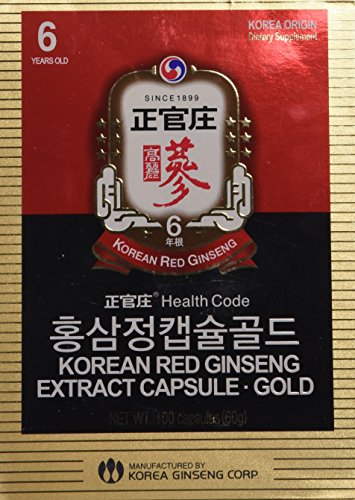 6
YEARS OLD
KOREA ORIGIN
Dietary Supplement
SINCE 1899
正官庄
高麗
蔘
6
年根
KOREAN RED GINSENG
正官庄® Health Code
홍삼정캡슐골드
KOREAN RED GINSENG
EXTRACT CAPSULE · GOLD
NET WT. 100 capsules (60g)
MANUFACTURED BY
KOREA GINSENG CORP